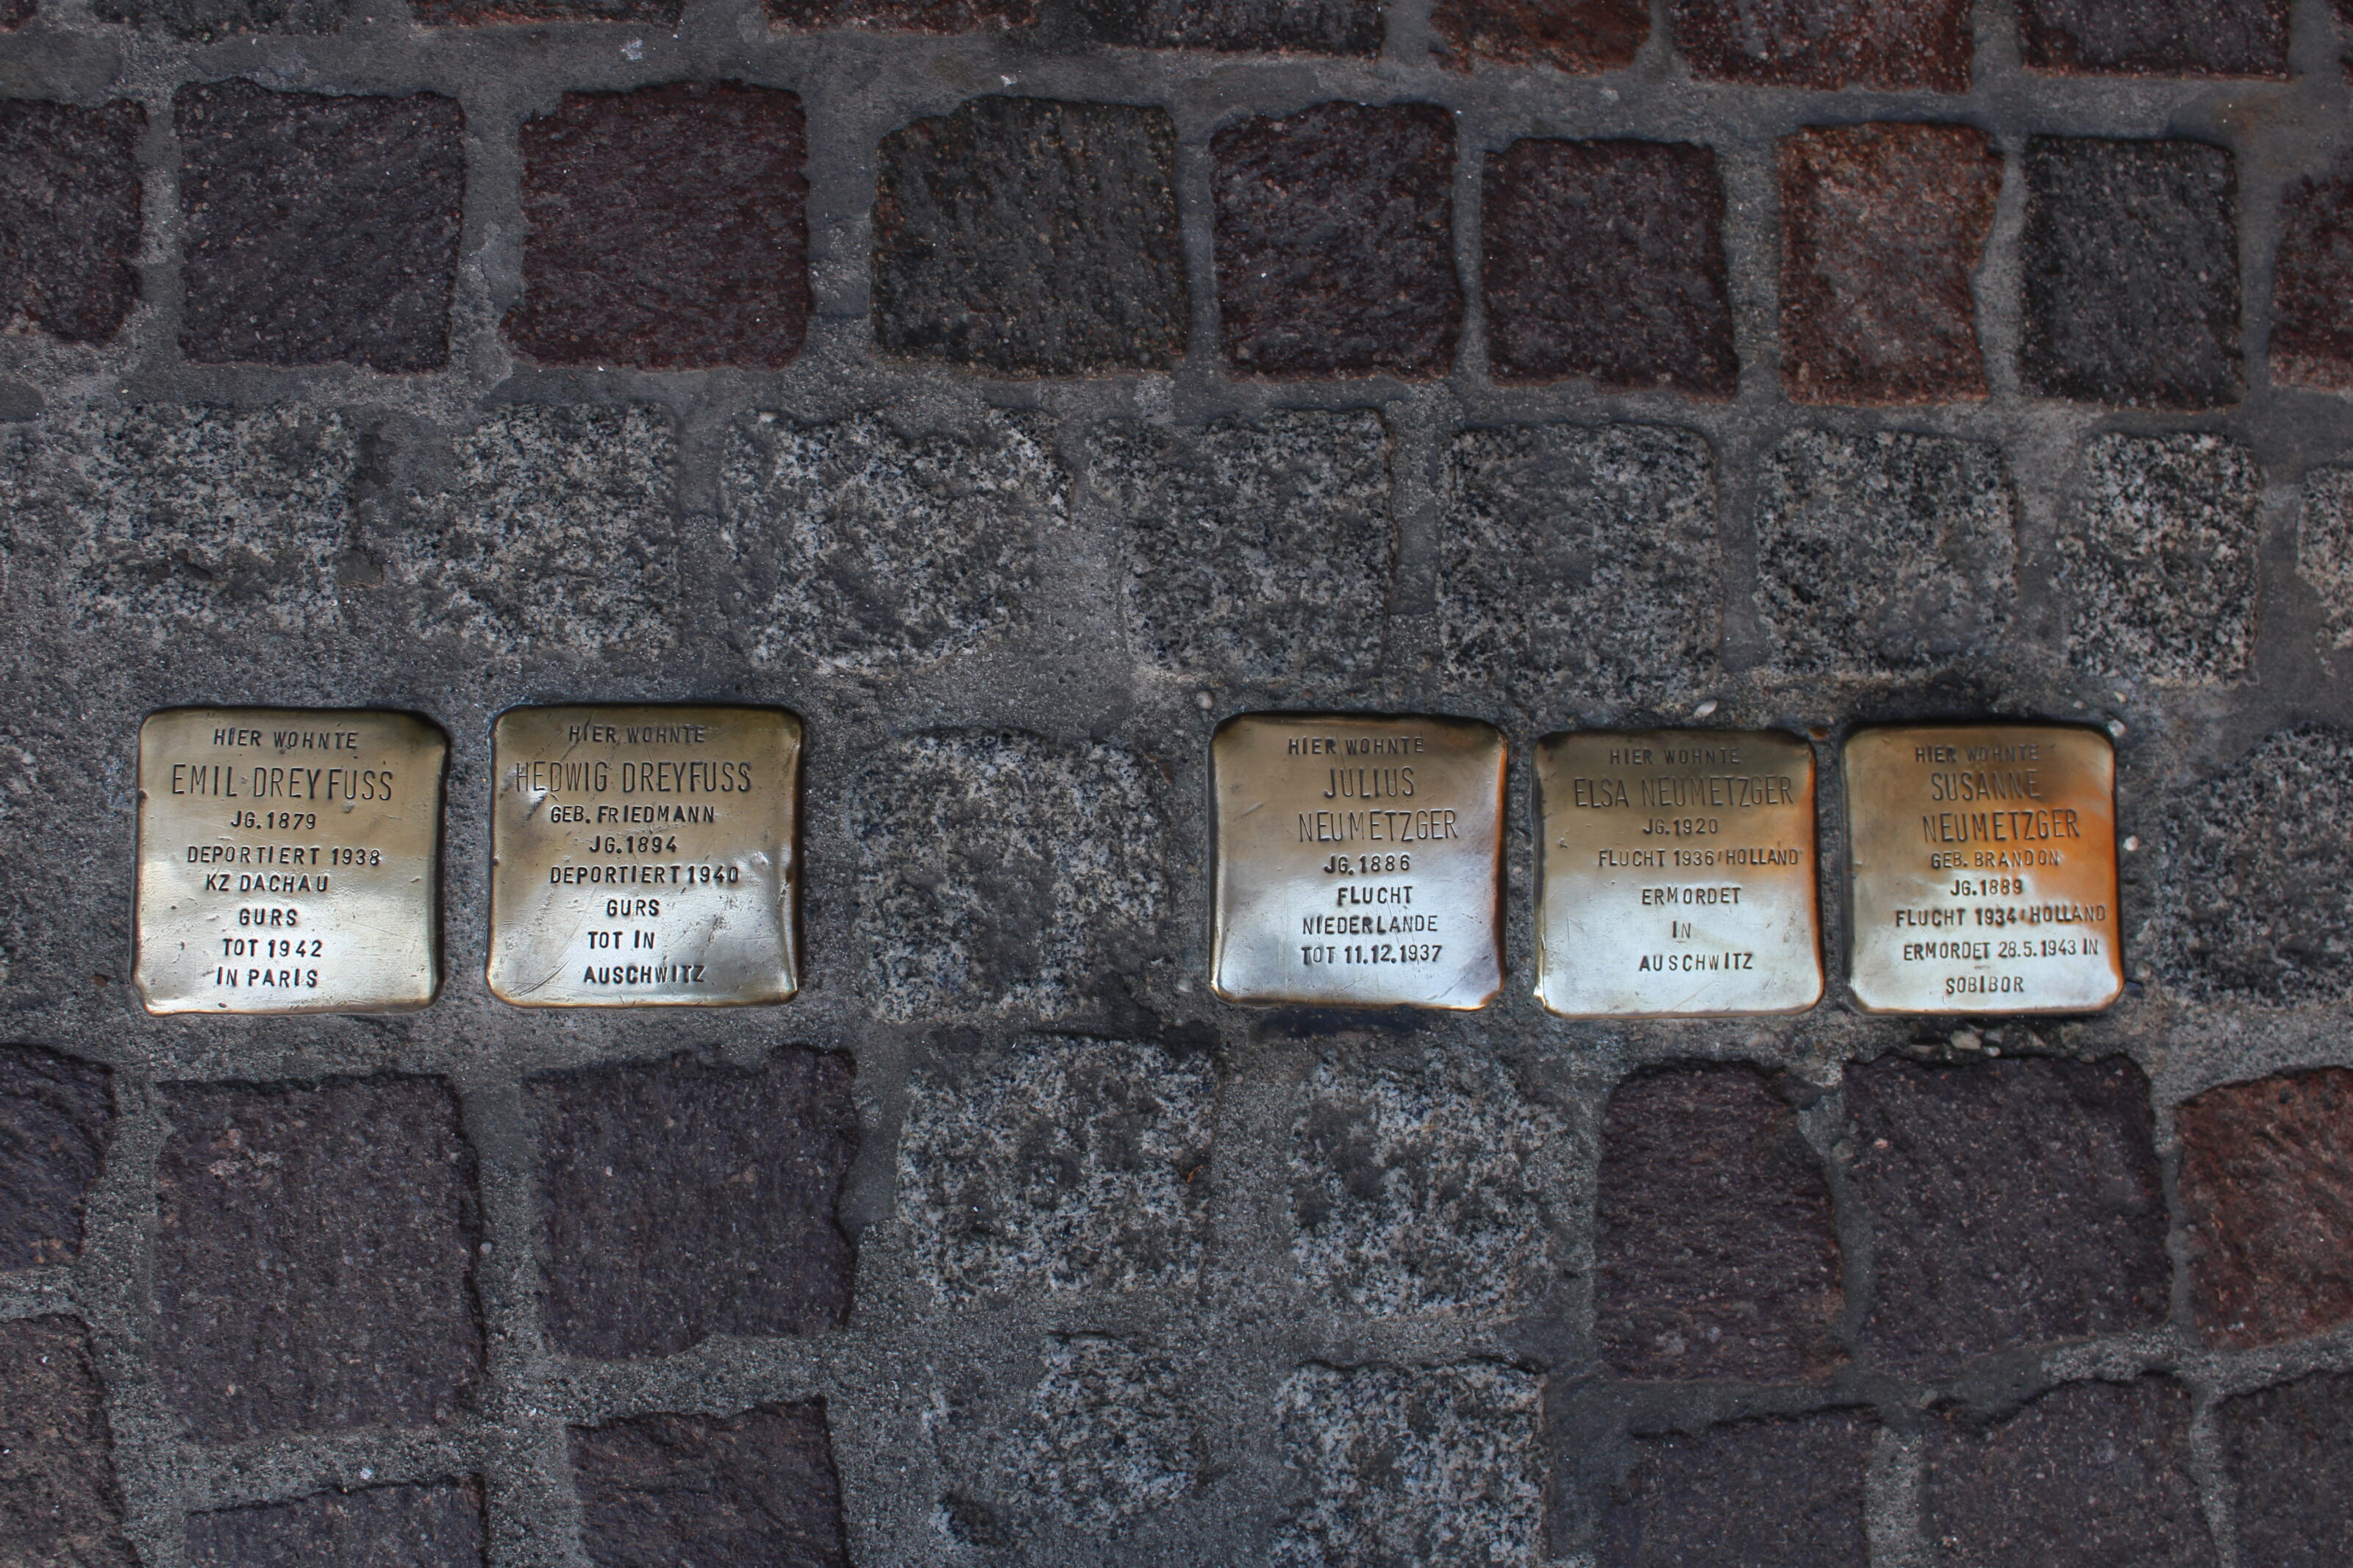 HIER WOHNTE
EMIL DREYFUSS
JG. 1879
DEPORTIERT 1938
KZ DACHAU
GURS
TOT 1942
IN PARIS
HIER WOHNTE
HEDWIG DREYFUSS
GEB. FRIEDMANN
JG. 1894
DEPORTIERT 1940
GURS
TOT IN
AUSCHWITZ
HIER WOHNTE
JULIUS
NEUMETZGER
JG. 1886
FLUCHT
NIEDERLANDE
TOT 11.12.1937
HIER WOHNTE
ELSA NEUMETZGER
JG. 1920
FLUCHT 1936/HOLLAND
ERMORDET
IN
AUSCHWITZ
HIER WOHNTE
SUSANNE
NEUMETZGER
GEB. BRANDON
JG. 1889
FLUCHT 1934/HOLLAND
ERMORDET 28.5.1943 IN
SOBIBOR